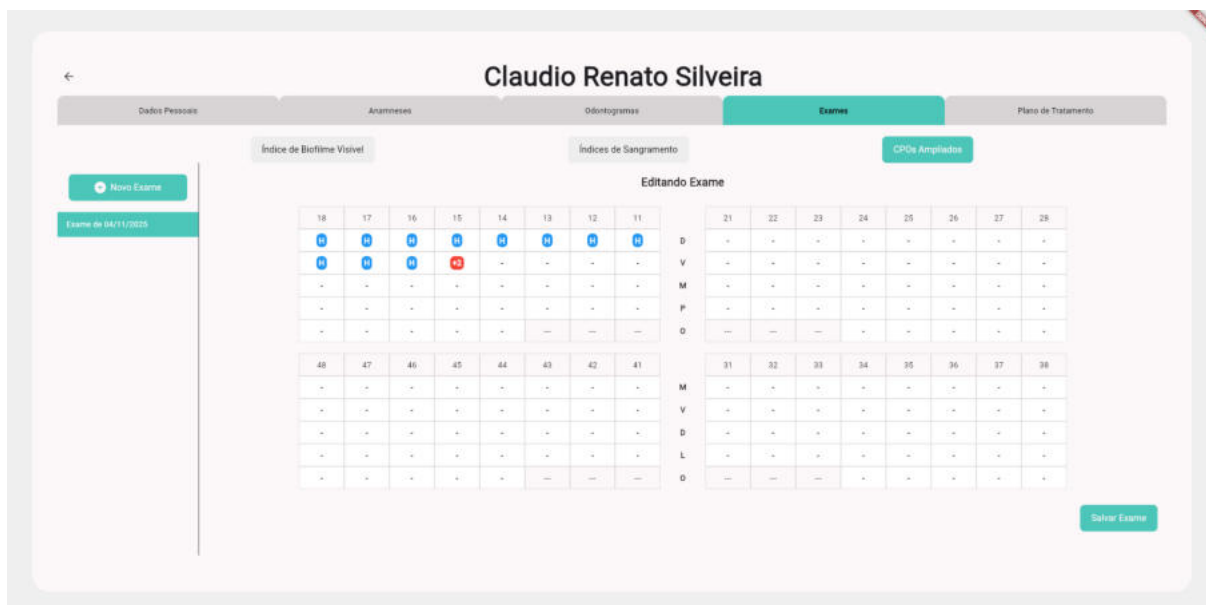 Claudio Renato Silveira
Dados Pessoais Anamneses Odontogramas Exames Plano de Tratamento
Índice de Biofilme Visível Índices de Sangramento CPOs Ampliados
Novo Exame
Editando Exame
Exame de 04/11/2025
18 17 16 15 14 13 12 11 21 22 23 24 25 26 27 28
H H H H H H H H D - - - - - - - -
H H H +2 - - - - V - - - - - - - -
- - - - - - - - M - - - - - - - -
- - - - - - - - P - - - - - - - -
- - - - - — — — O — — — - - - - -
48 47 46 45 44 43 42 41 31 32 33 34 35 36 37 38
- - - - - - - - M - - - - - - - -
- - - - - - - - V - - - - - - - -
- - - - - - - - D - - - - - - - -
- - - - - - - - L - - - - - - - -
- - - - - — — — O — — — - - - - -
Salvar Exame